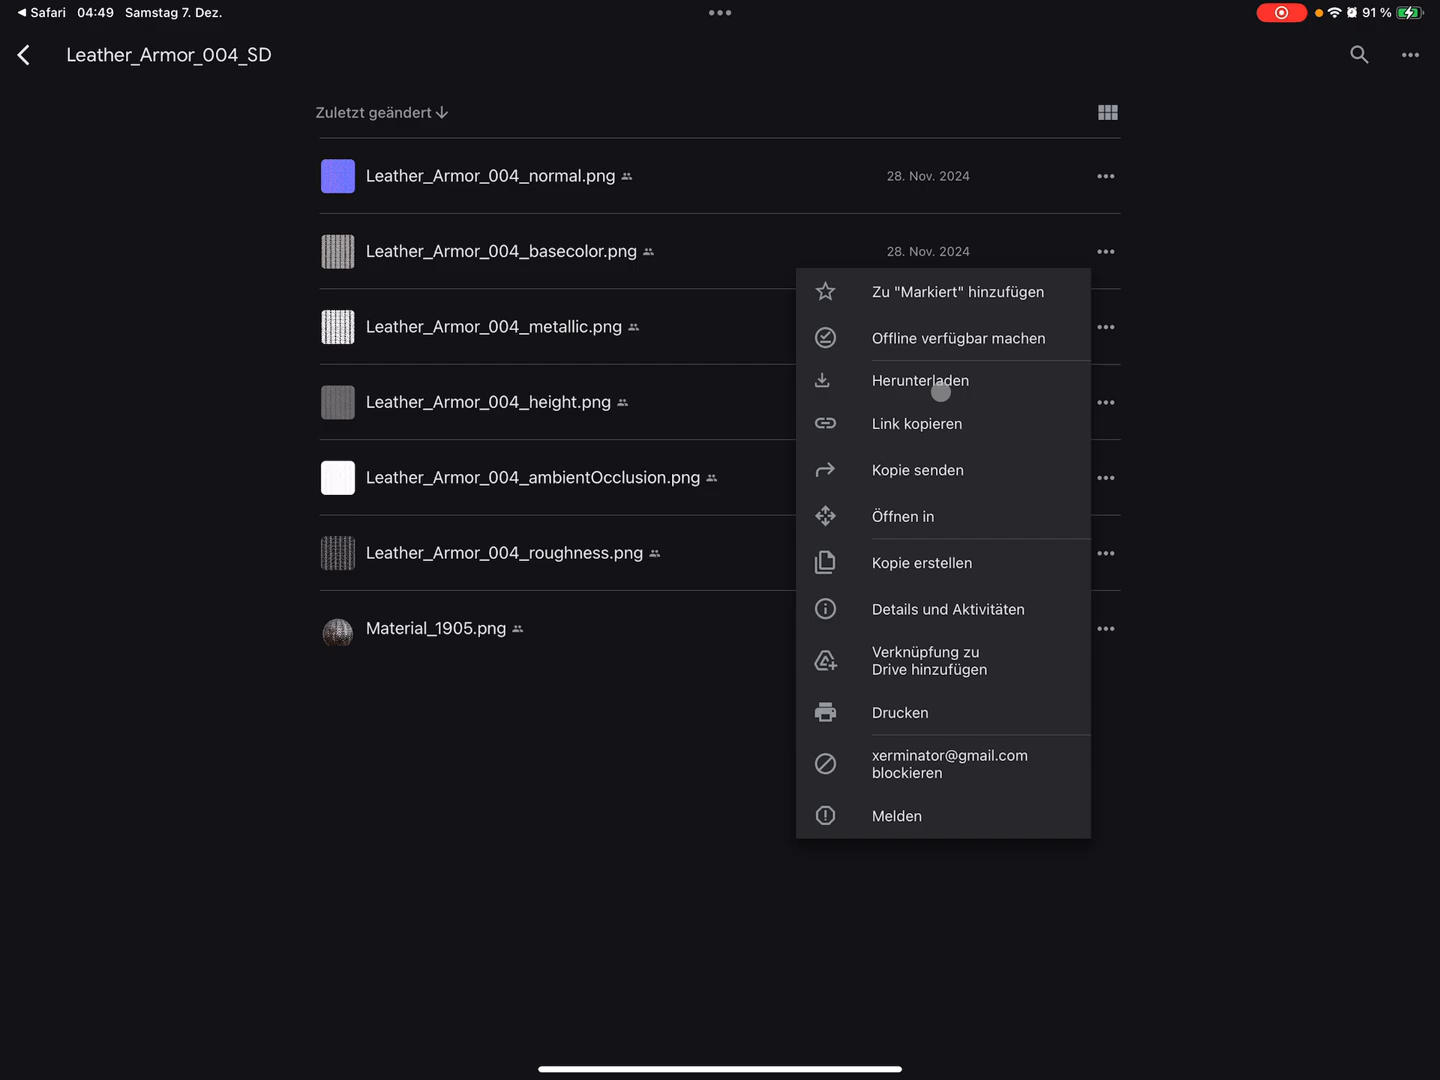 ◀ Safari 04:49 Samstag 7. Dez. 91 %
Leather_Armor_004_SD
Zuletzt geändert
Leather_Armor_004_normal.png 28. Nov. 2024
Leather_Armor_004_basecolor.png 28. Nov. 2024
Leather_Armor_004_metallic.png
Leather_Armor_004_height.png
Leather_Armor_004_ambientOcclusion.png
Leather_Armor_004_roughness.png
Material_1905.png
Zu "Markiert" hinzufügen
Offline verfügbar machen
Herunterladen
Link kopieren
Kopie senden
Öffnen in
Kopie erstellen
Details und Aktivitäten
Verknüpfung zu
Drive hinzufügen
Drucken
xerminator@gmail.com
blockieren
Melden